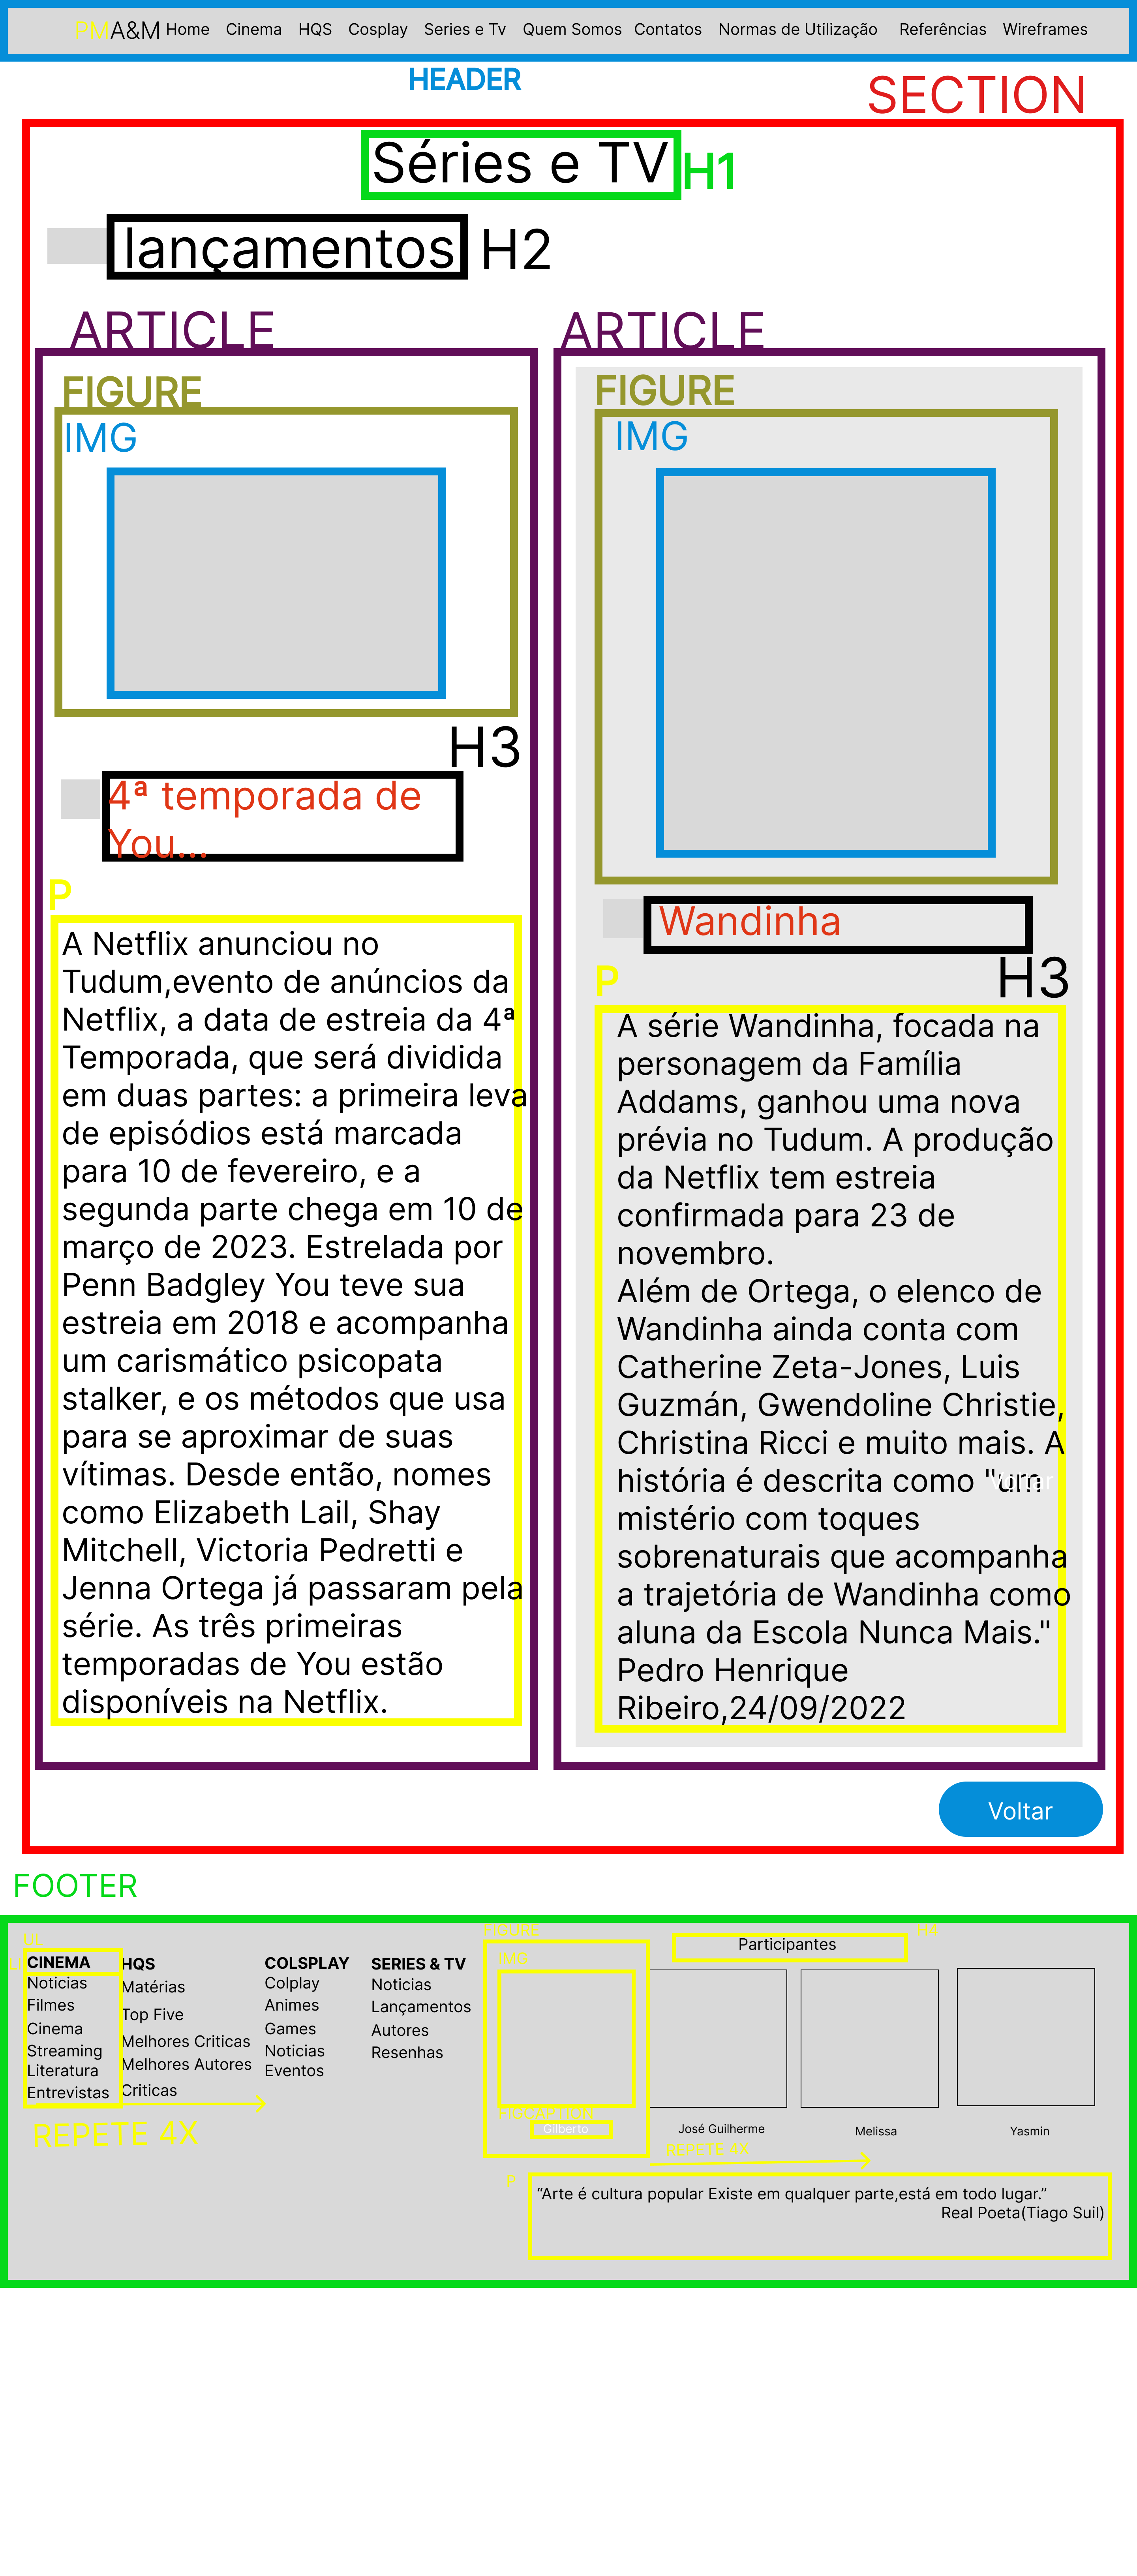 PMA&M Home Cinema HQS Cosplay Series e Tv Quem Somos Contatos Normas de Utilização Referências Wireframes
HEADER
SECTION
Séries e TV H1
lançamentos H2
ARTICLE
FIGURE
IMG
H3
4ª temporada de
You...
P
A Netflix anunciou no
Tudum,evento de anúncios da
Netflix, a data de estreia da 4ª
Temporada, que será dividida
em duas partes: a primeira leva
de episódios está marcada
para 10 de fevereiro, e a
segunda parte chega em 10 de
março de 2023. Estrelada por
Penn Badgley You teve sua
estreia em 2018 e acompanha
um carismático psicopata
stalker, e os métodos que usa
para se aproximar de suas
vítimas. Desde então, nomes
como Elizabeth Lail, Shay
Mitchell, Victoria Pedretti e
Jenna Ortega já passaram pela
série. As três primeiras
temporadas de You estão
disponíveis na Netflix.
ARTICLE
FIGURE
IMG
Wandinha
H3
P
A série Wandinha, focada na
personagem da Família
Addams, ganhou uma nova
prévia no Tudum. A produção
da Netflix tem estreia
confirmada para 23 de
novembro.
Além de Ortega, o elenco de
Wandinha ainda conta com
Catherine Zeta-Jones, Luis
Guzmán, Gwendoline Christie,
Christina Ricci e muito mais. A
história é descrita como "um
Voltar
mistério com toques
sobrenaturais que acompanha
a trajetória de Wandinha como
aluna da Escola Nunca Mais."
Pedro Henrique
Ribeiro,24/09/2022
Voltar
FOOTER
UL
LI
CINEMA
Noticias
Filmes
Cinema
Streaming
Literatura
Entrevistas
REPETE 4X
HQS
Matérias
Top Five
Melhores Criticas
Melhores Autores
Criticas
COLSPLAY
Colplay
Animes
Games
Noticias
Eventos
SERIES & TV
Noticias
Lançamentos
Autores
Resenhas
FIGURE
H4
Participantes
IMG
FIGCAPTION
Gilberto
José Guilherme
Melissa
Yasmin
REPETE 4X
P
“Arte é cultura popular Existe em qualquer parte,está em todo lugar.”
Real Poeta(Tiago Suil)